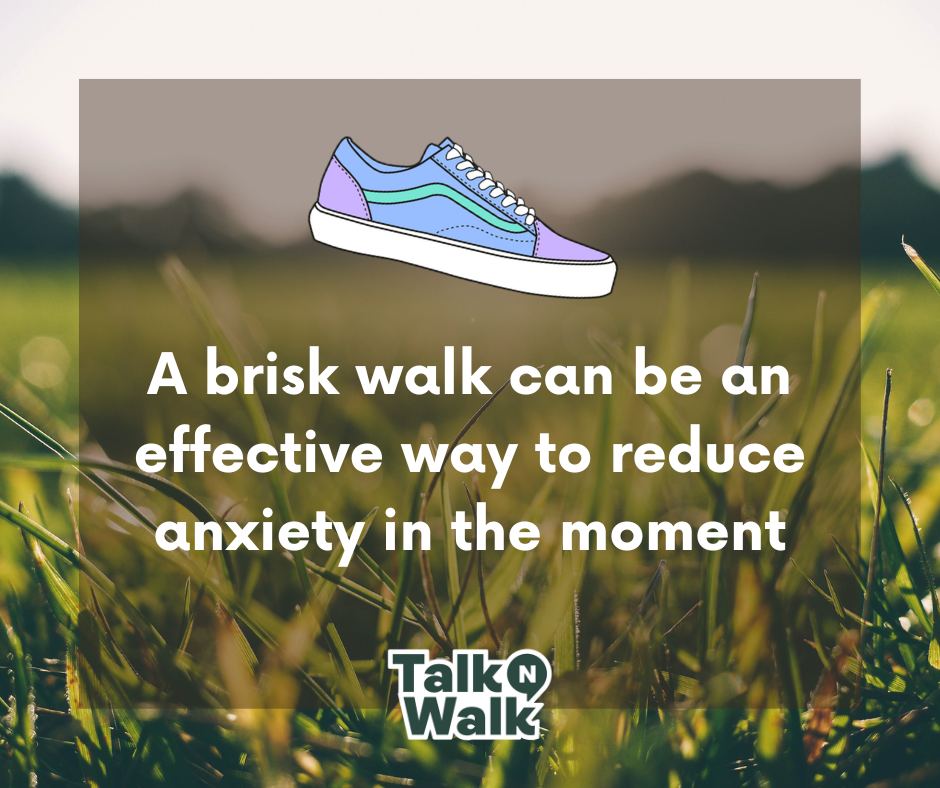 A brisk walk can be an
effective way to reduce
anxiety in the moment
Talk N
Walk